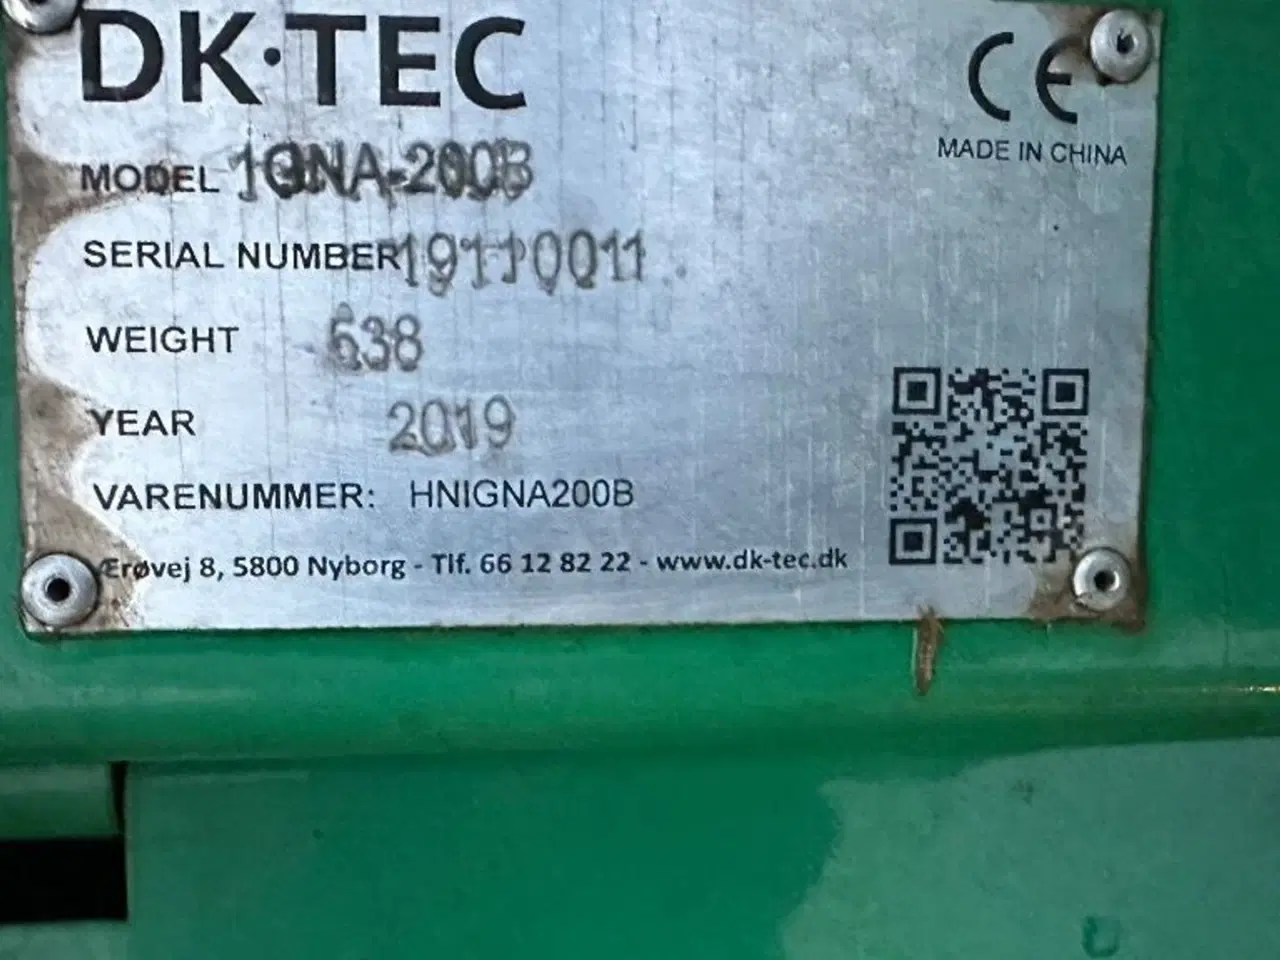 DK·TEC
CE
MADE IN CHINA
MODEL 1GNA-200B
SERIAL NUMBER 19110011
WEIGHT 638
YEAR 2019
VARENUMMER: HNIGNA200B
Ærøvej 8, 5800 Nyborg - Tlf. 66 12 82 22 - www.dk-tec.dk